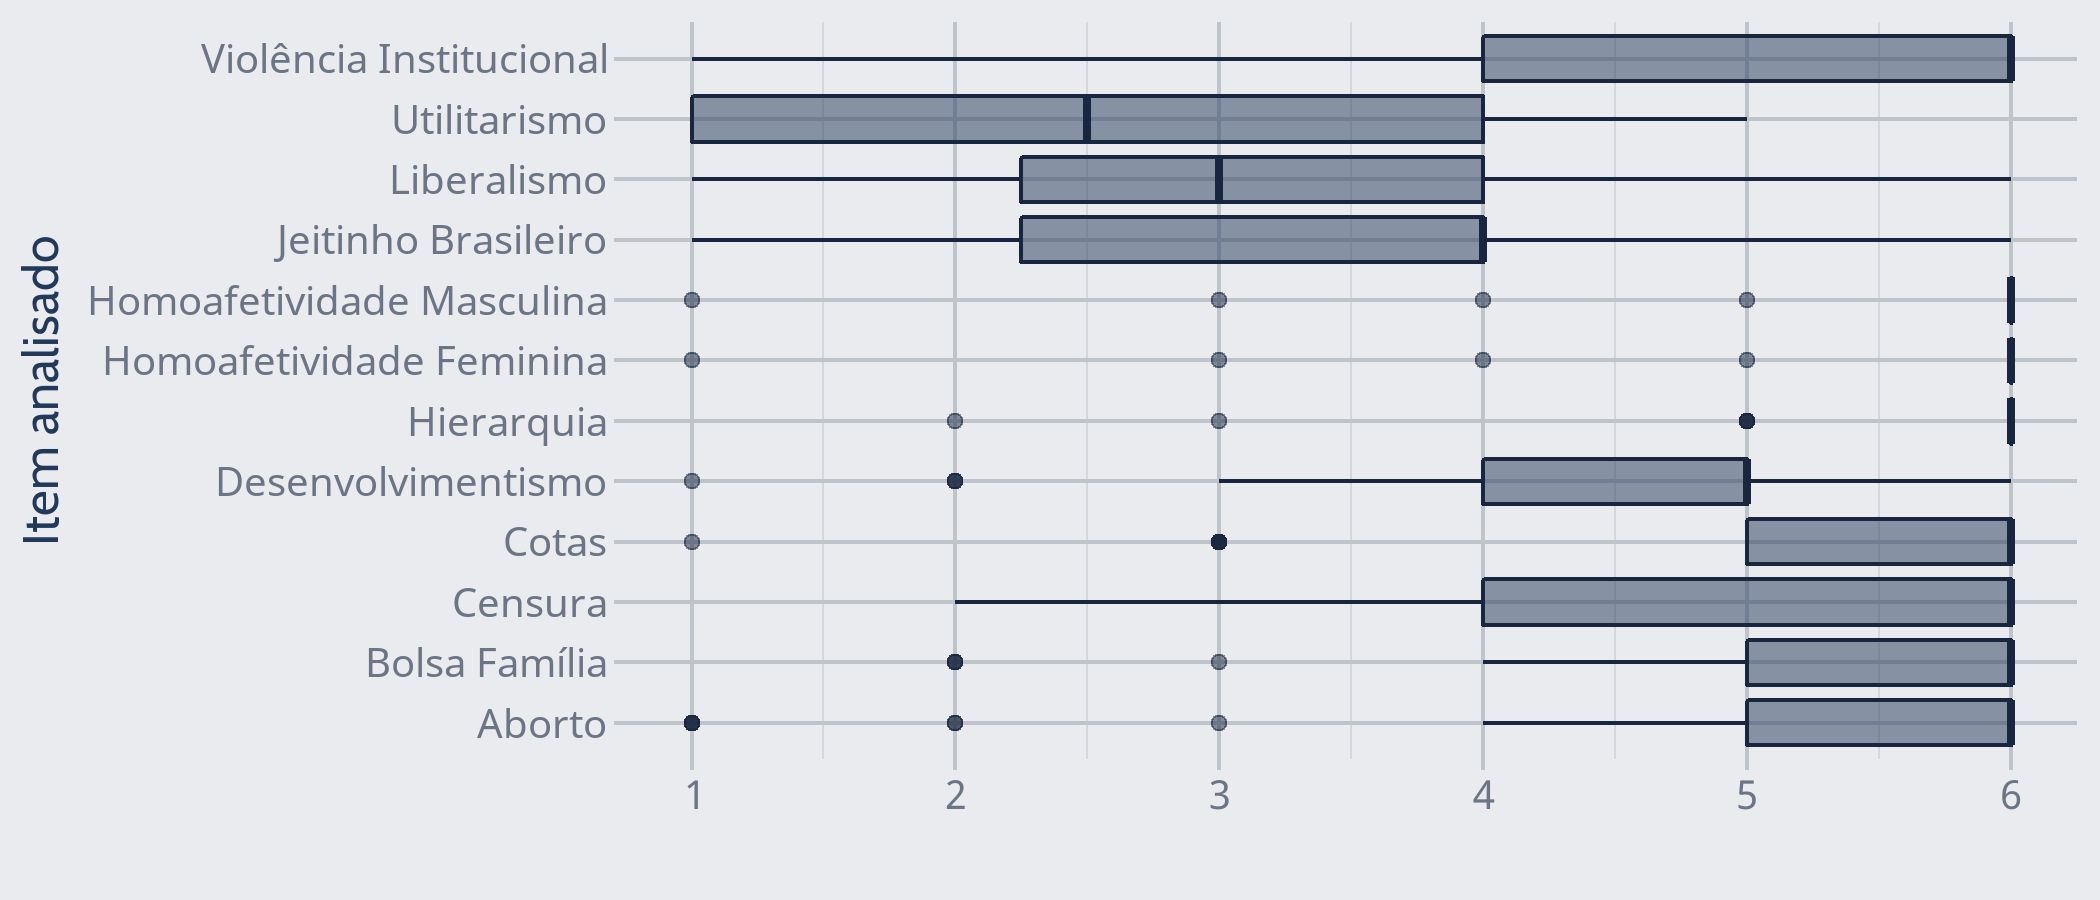 Item analisado
Violência Institucional
Utilitarismo
Liberalismo
Jeitinho Brasileiro
Homoafetividade Masculina
Homoafetividade Feminina
Hierarquia
Desenvolvimentismo
Cotas
Censura
Bolsa Família
Aborto
1 2 3 4 5 6